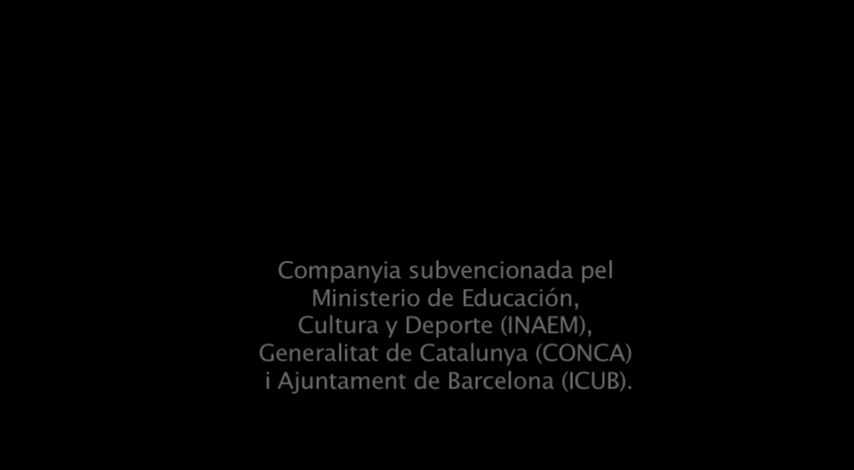 Companyia subvencionada pel
Ministerio de Educación,
Cultura y Deporte (INAEM),
Generalitat de Catalunya (CONCA)
i Ajuntament de Barcelona (ICUB).